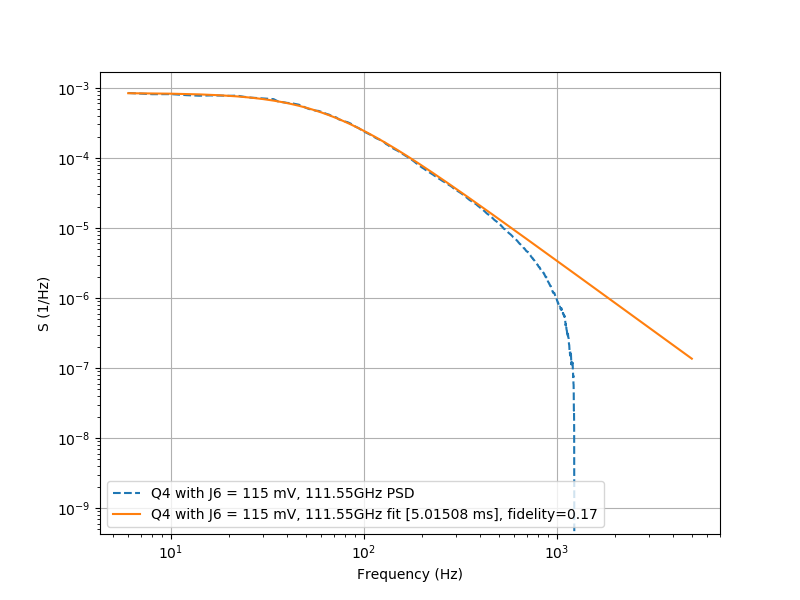 10⁻³
10⁻⁴
10⁻⁵
10⁻⁶
10⁻⁷
10⁻⁸
10⁻⁹
S (1/Hz)
Q4 with J6 = 115 mV, 111.55GHz PSD
Q4 with J6 = 115 mV, 111.55GHz fit [5.01508 ms], fidelity=0.17
10¹ 10² 10³
Frequency (Hz)